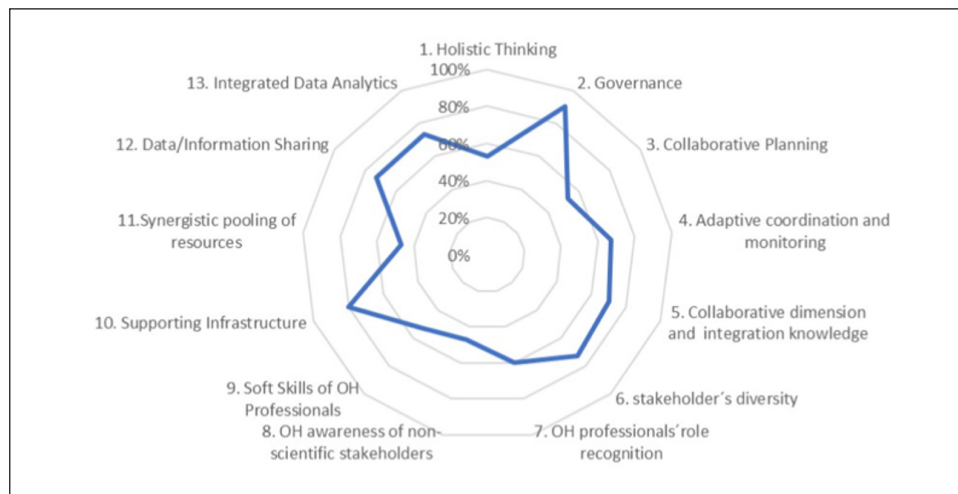 1. Holistic Thinking
100%
80%
60%
40%
20%
0%
2. Governance
3. Collaborative Planning
4. Adaptive coordination and
monitoring
5. Collaborative dimension
and integration knowledge
6. stakeholder´s diversity
7. OH professionals´role
recognition
8. OH awareness of non-
scientific stakeholders
9. Soft Skills of OH
Professionals
10. Supporting Infrastructure
11.Synergistic pooling of
resources
12. Data/Information Sharing
13. Integrated Data Analytics